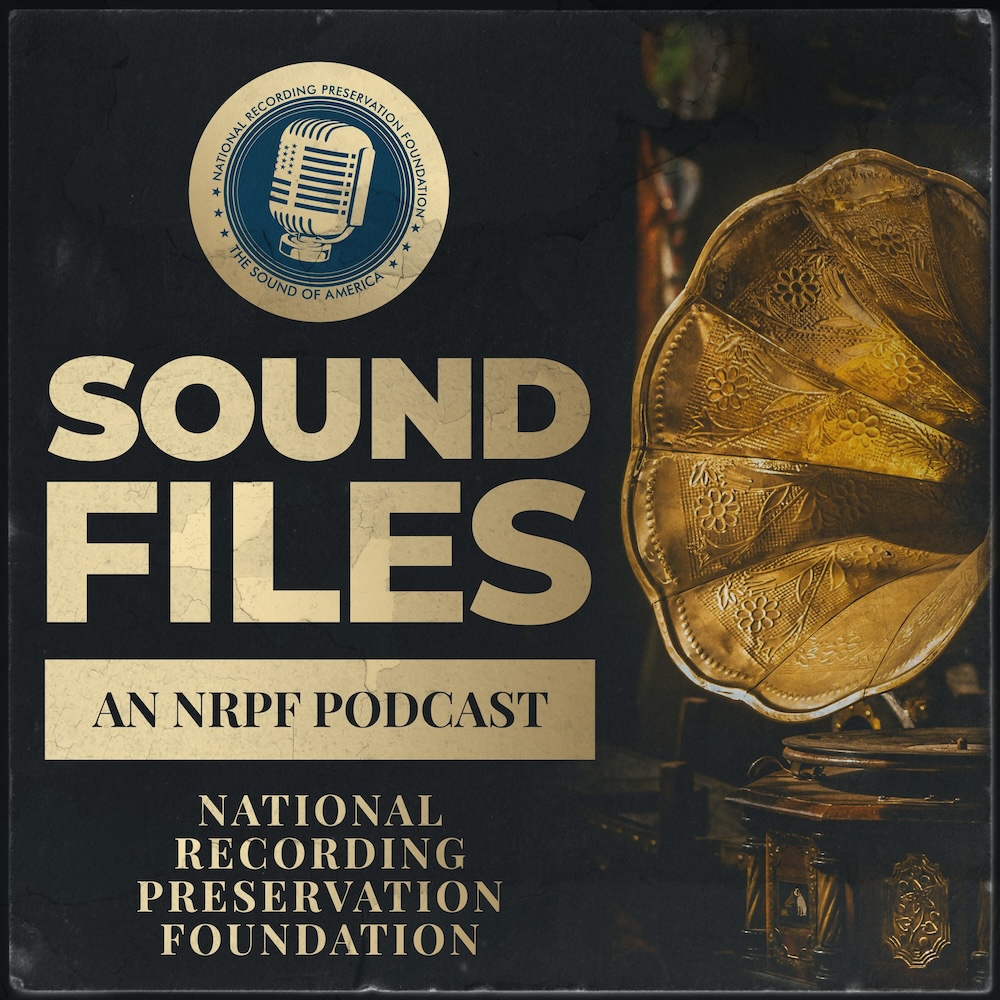 NATIONAL RECORDING PRESERVATION FOUNDATION
THE SOUND OF AMERICA
SOUND
FILES
AN NRPF PODCAST
NATIONAL
RECORDING
PRESERVATION
FOUNDATION